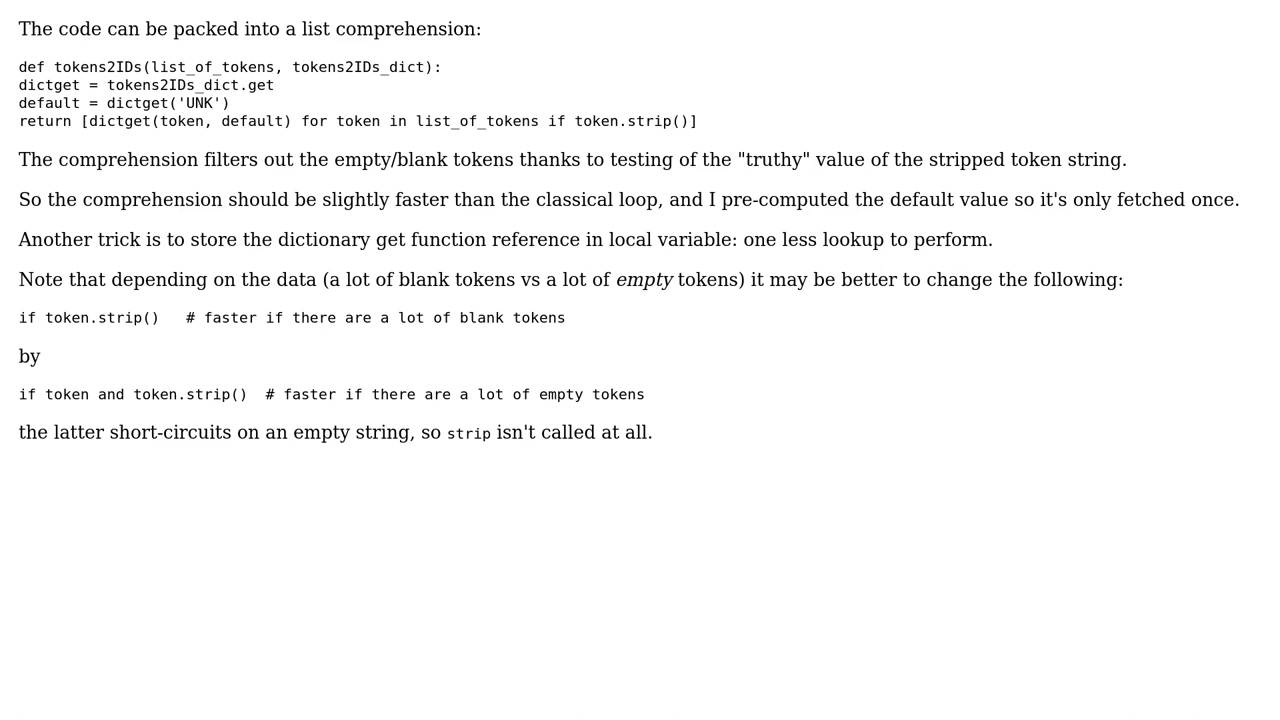 The code can be packed into a list comprehension:
def tokens2IDs(list_of_tokens, tokens2IDs_dict):
dictget = tokens2IDs_dict.get
default = dictget('UNK')
return [dictget(token, default) for token in list_of_tokens if token.strip()]
The comprehension filters out the empty/blank tokens thanks to testing of the "truthy" value of the stripped token string.
So the comprehension should be slightly faster than the classical loop, and I pre-computed the default value so it's only fetched once.
Another trick is to store the dictionary get function reference in local variable: one less lookup to perform.
Note that depending on the data (a lot of blank tokens vs a lot of empty tokens) it may be better to change the following:
if token.strip()   # faster if there are a lot of blank tokens
by
if token and token.strip()  # faster if there are a lot of empty tokens
the latter short-circuits on an empty string, so strip isn't called at all.